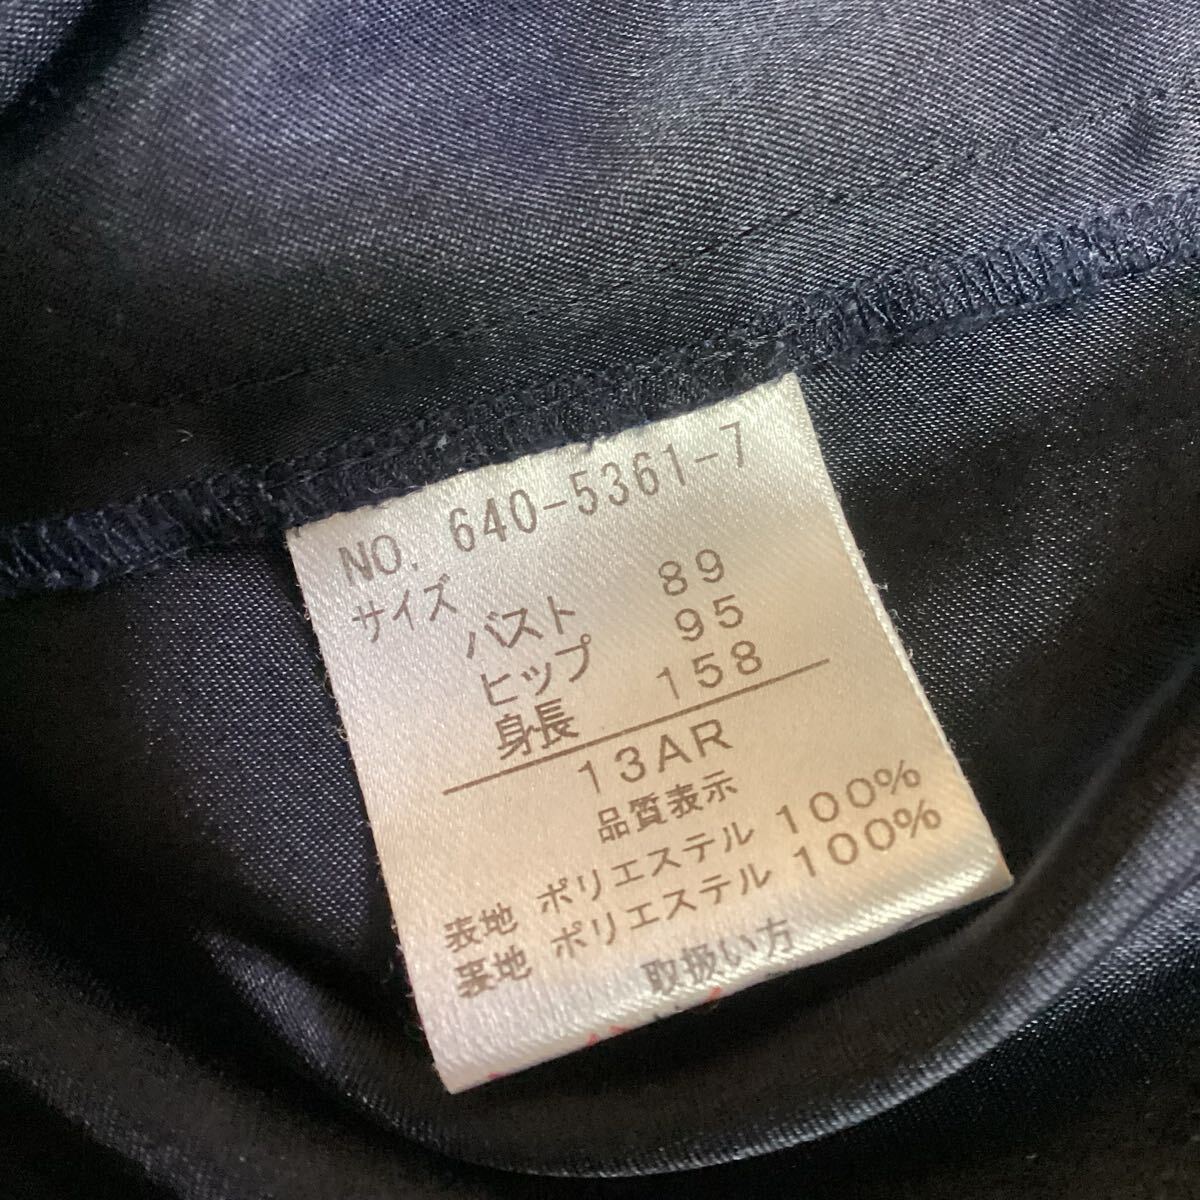 NO. 640-5361-7
サイズ
バスト 89
ヒップ 95
身長 158
13AR
品質表示
表地 ポリエステル 100%
裏地 ポリエステル 100%
取扱い方